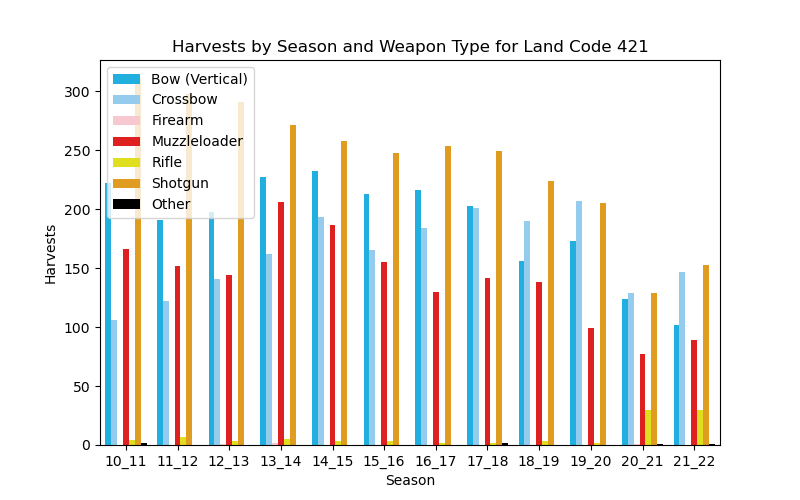 Harvests by Season and Weapon Type for Land Code 421
Bow (Vertical)
Crossbow
Firearm
Muzzleloader
Rifle
Shotgun
Other
300
250
200
150
100
50
0
Harvests
10_11 11_12 12_13 13_14 14_15 15_16 16_17 17_18 18_19 19_20 20_21 21_22
Season